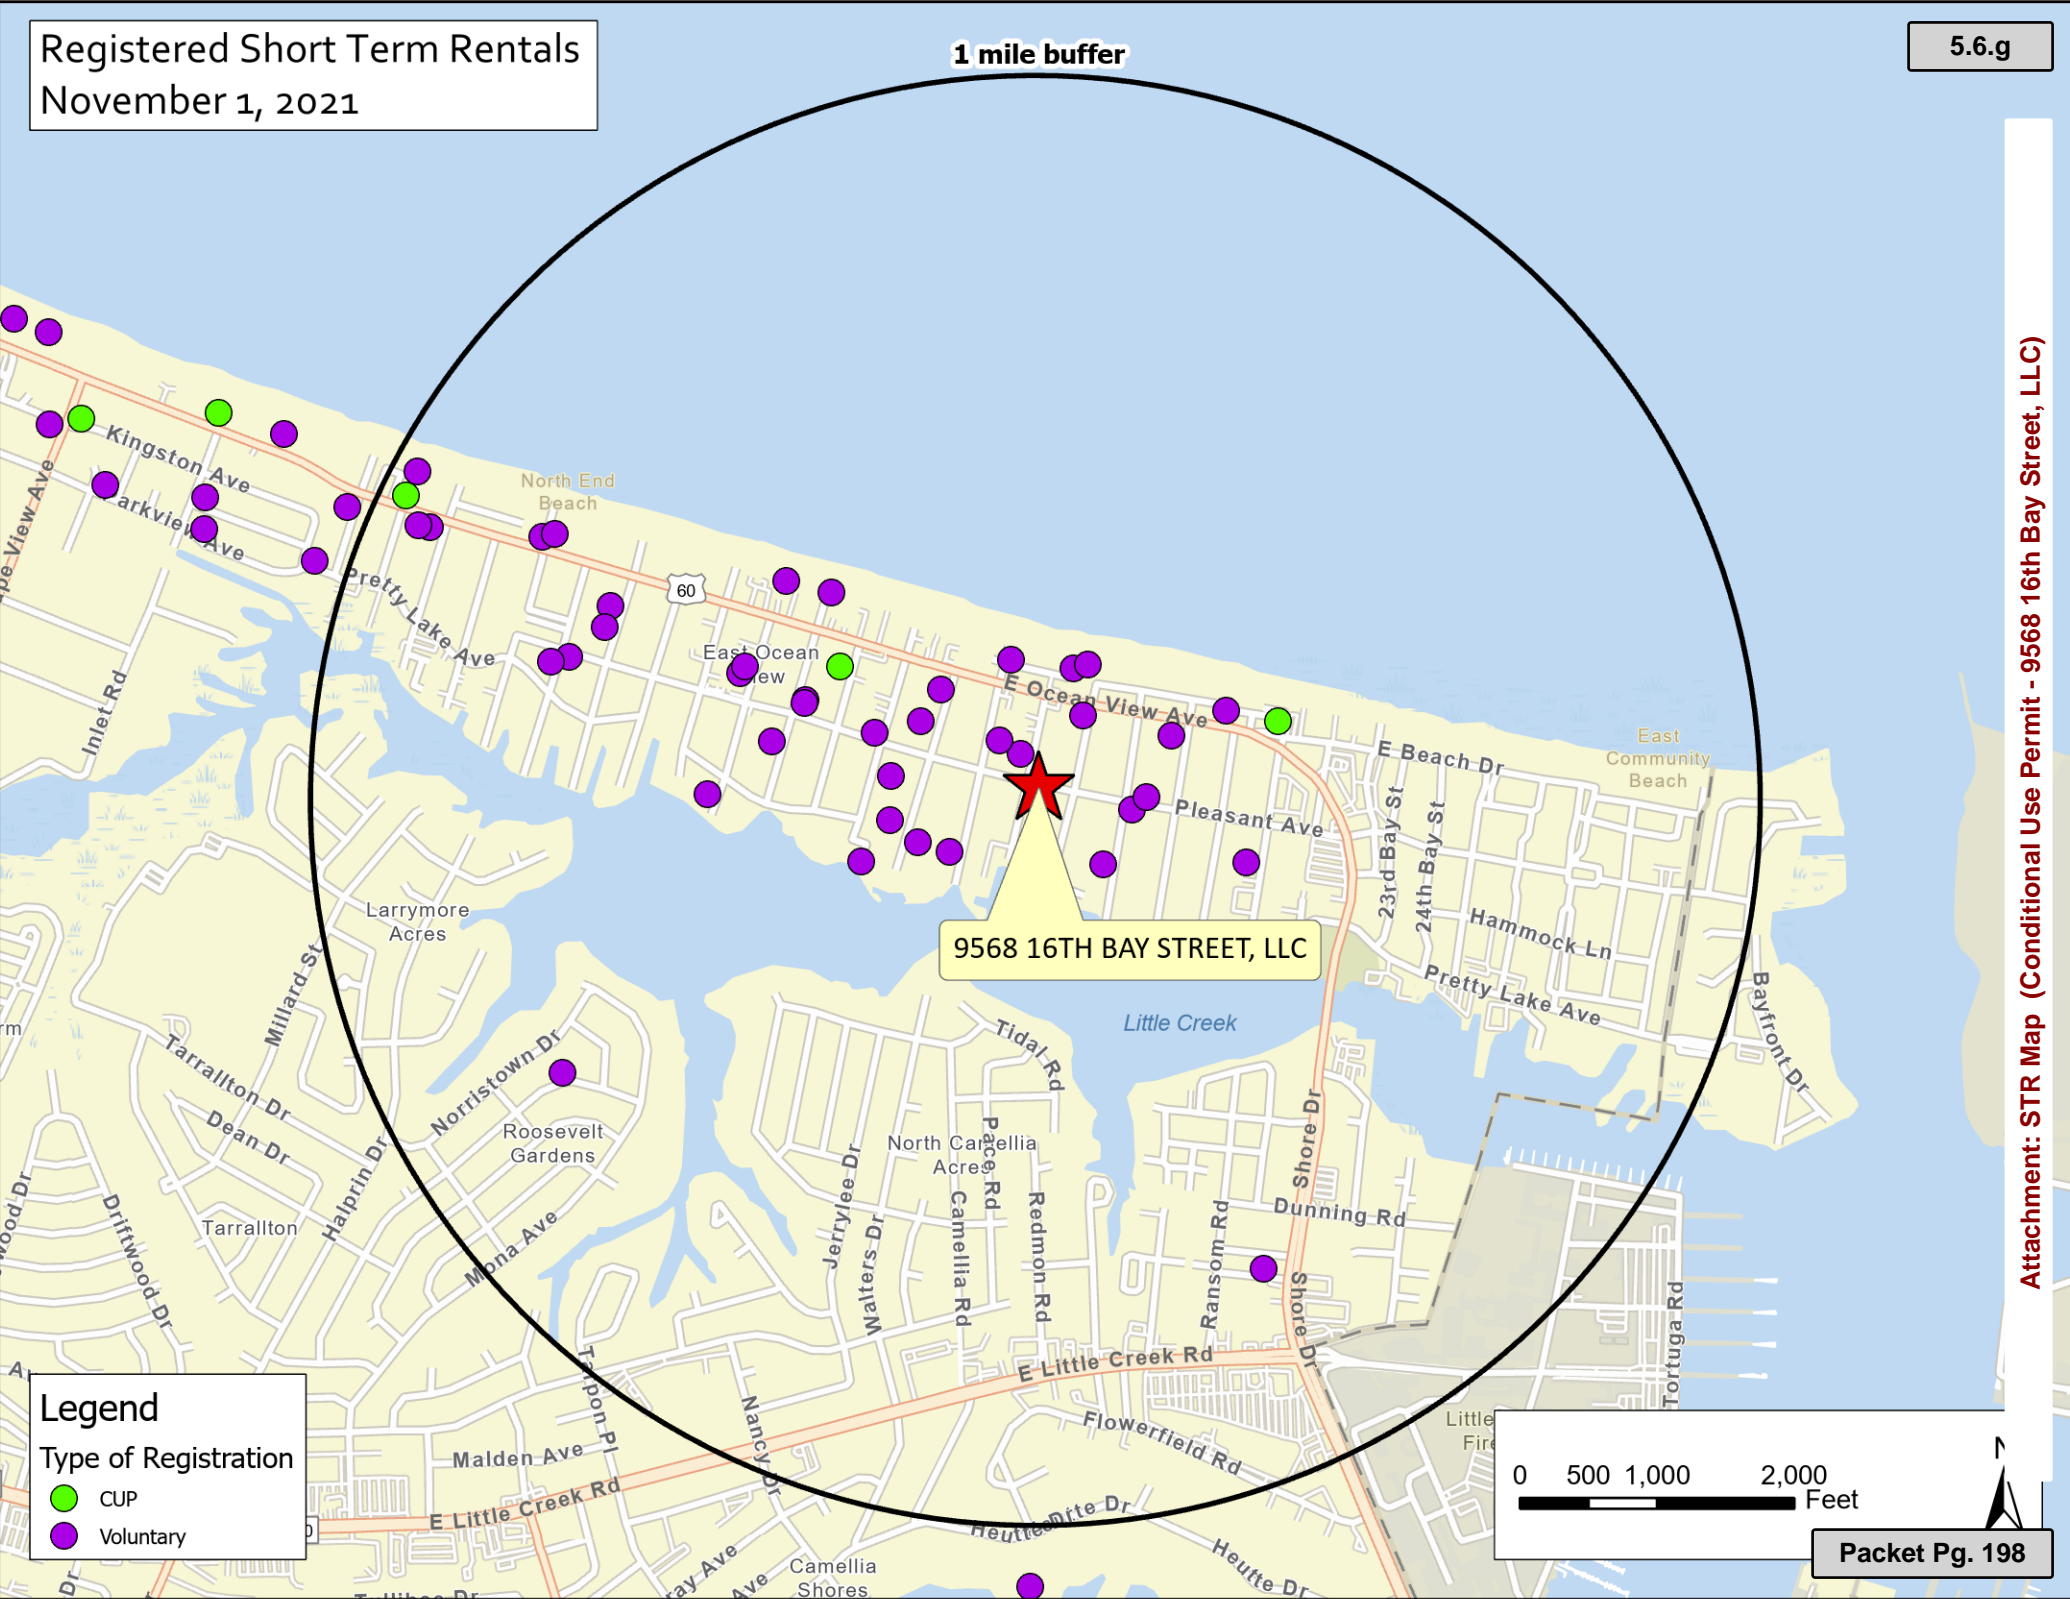 Registered Short Term Rentals
November 1, 2021
1 mile buffer
5.6.g
Attachment: STR Map (Conditional Use Permit - 9568 16th Bay Street, LLC)
North End
Beach
Kingston Ave
Parkview Ave
Pretty Lake Ave
60
East Ocean
View
E Ocean View Ave
E Beach Dr
East
Community
Beach
Inlet Rd
Pleasant Ave
23rd Bay St
24th Bay St
Larrymore
Acres
9568 16TH BAY STREET, LLC
Hammock Ln
Pretty Lake Ave
Millard St
Little Creek
Bayfront Dr
Tidal Rd
Norristown Dr
Tarrallton Dr
Dean Dr
Roosevelt
Gardens
North Camellia
Acres
Pace Rd
Shore Dr
Halprin Dr
Tarrallton
Driftwood Dr
Mona Ave
Jerrylee Dr
Walters Dr
Camellia Rd
Redmon Rd
Ransom Rd
Dunning Rd
Shore Dr
Tortuga Rd
E Little Creek Rd
Tarpon Pl
Nancy Dr
Flowerfield Rd
Malden Ave
E Little Creek Rd
Heutte Dr
Heutte Dr
Camellia
Shores
Little
Legend
Type of Registration
CUP
Voluntary
0 500 1,000 2,000
Feet
N
Packet Pg. 198